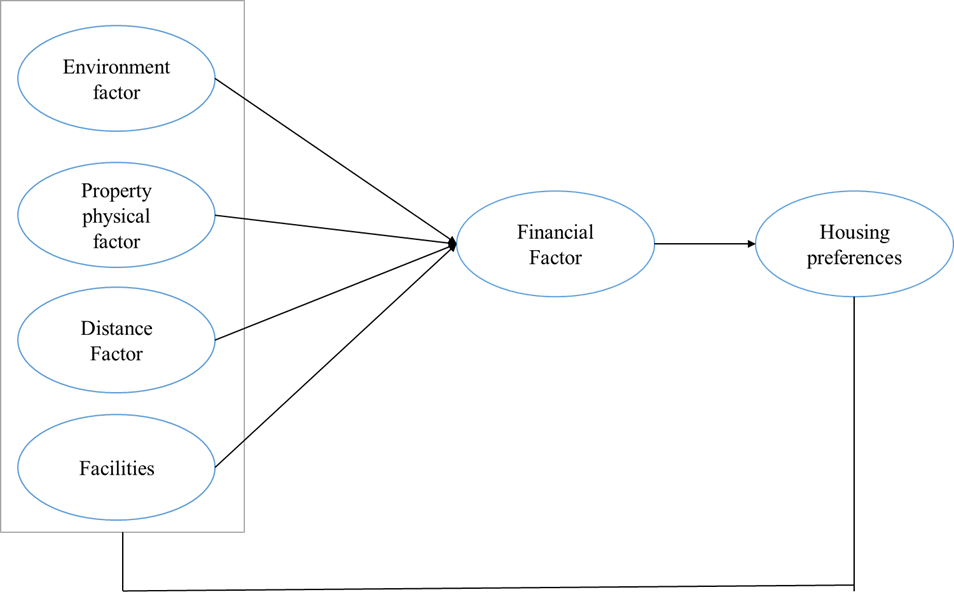 Environment
factor
Property
physical
factor
Distance
Factor
Facilities
Financial
Factor
Housing
preferences